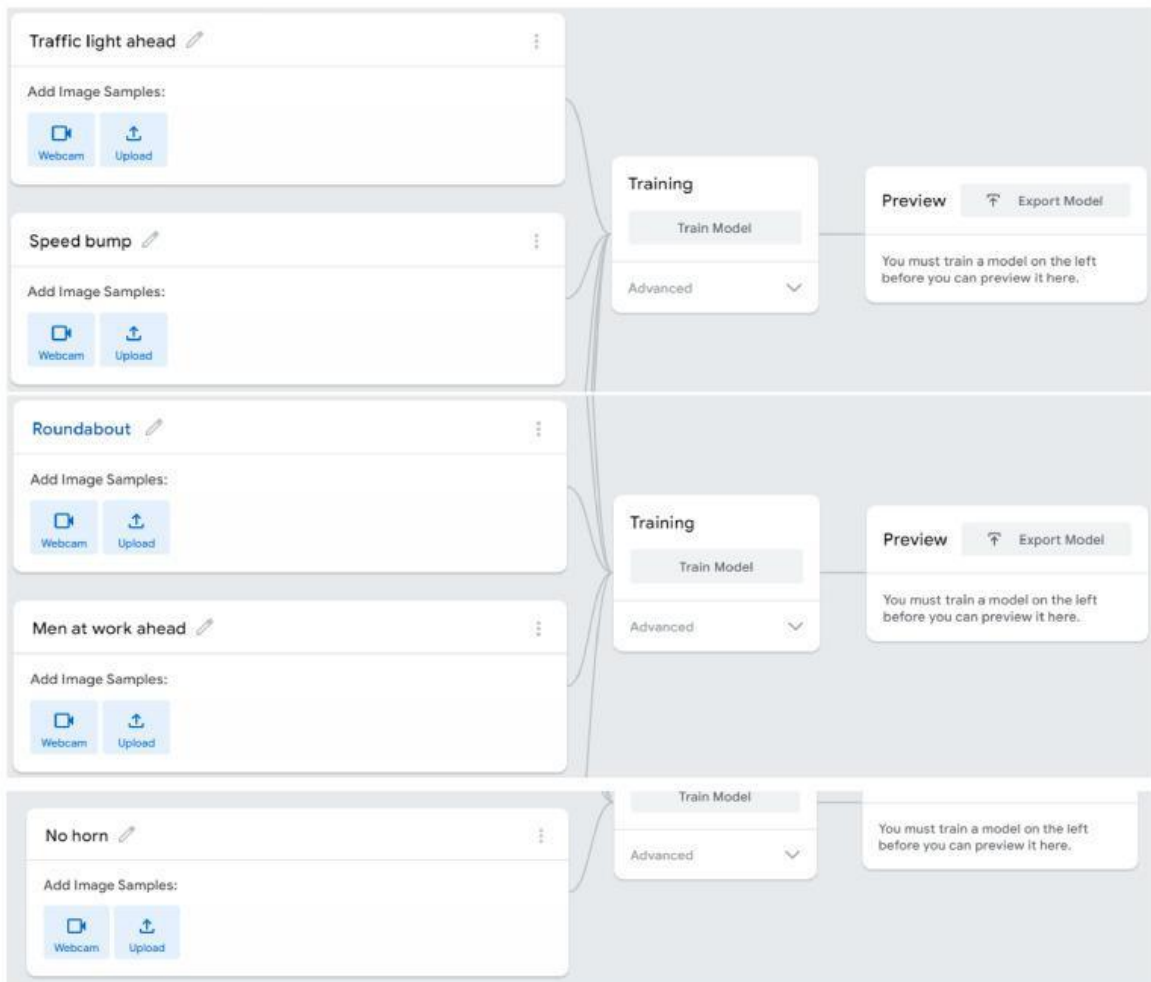 Traffic light ahead
Add Image Samples:
Webcam Upload
Speed bump
Add Image Samples:
Webcam Upload
Training
Train Model
Advanced
Preview Export Model
You must train a model on the left
before you can preview it here.
Roundabout
Add Image Samples:
Webcam Upload
Men at work ahead
Add Image Samples:
Webcam Upload
Training
Train Model
Advanced
Preview Export Model
You must train a model on the left
before you can preview it here.
No horn
Add Image Samples:
Webcam Upload
Train Model
Advanced
You must train a model on the left
before you can preview it here.